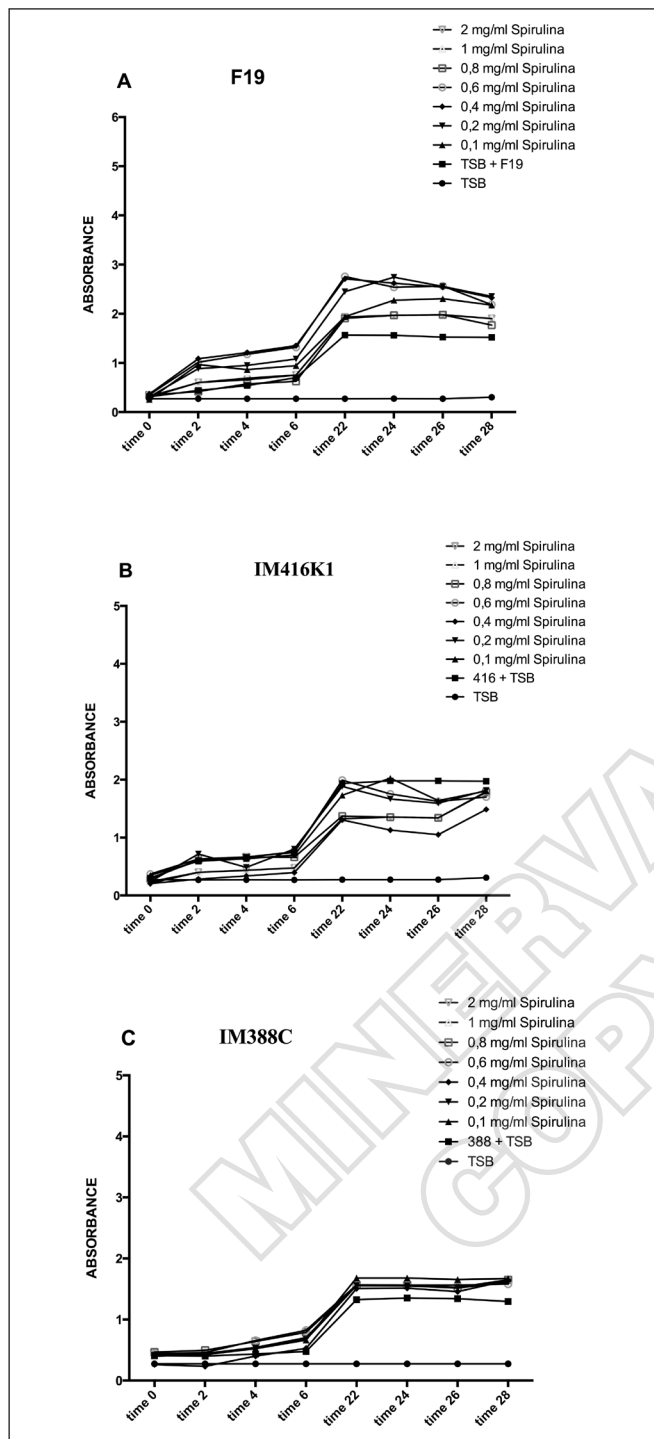 A F19
2 mg/ml Spirulina
1 mg/ml Spirulina
0,8 mg/ml Spirulina
0,6 mg/ml Spirulina
0,4 mg/ml Spirulina
0,2 mg/ml Spirulina
0,1 mg/ml Spirulina
TSB + F19
TSB
ABSORBANCE
6
5
4
3
2
1
0
time 0 time 2 time 4 time 6 time 22 time 24 time 26 time 28
B IM416K1
2 mg/ml Spirulina
1 mg/ml Spirulina
0,8 mg/ml Spirulina
0,6 mg/ml Spirulina
0,4 mg/ml Spirulina
0,2 mg/ml Spirulina
0,1 mg/ml Spirulina
416 + TSB
TSB
ABSORBANCE
5
4
3
2
1
0
time 0 time 2 time 4 time 6 time 22 time 24 time 26 time 28
C IM388C
2 mg/ml Spirulina
1 mg/ml Spirulina
0,8 mg/ml Spirulina
0,6 mg/ml Spirulina
0,4 mg/ml Spirulina
0,2 mg/ml Spirulina
0,1 mg/ml Spirulina
388 + TSB
TSB
ABSORBANCE
5
4
3
2
1
0
time 0 time 2 time 4 time 6 time 22 time 24 time 26 time 28
MINERVA
COPY